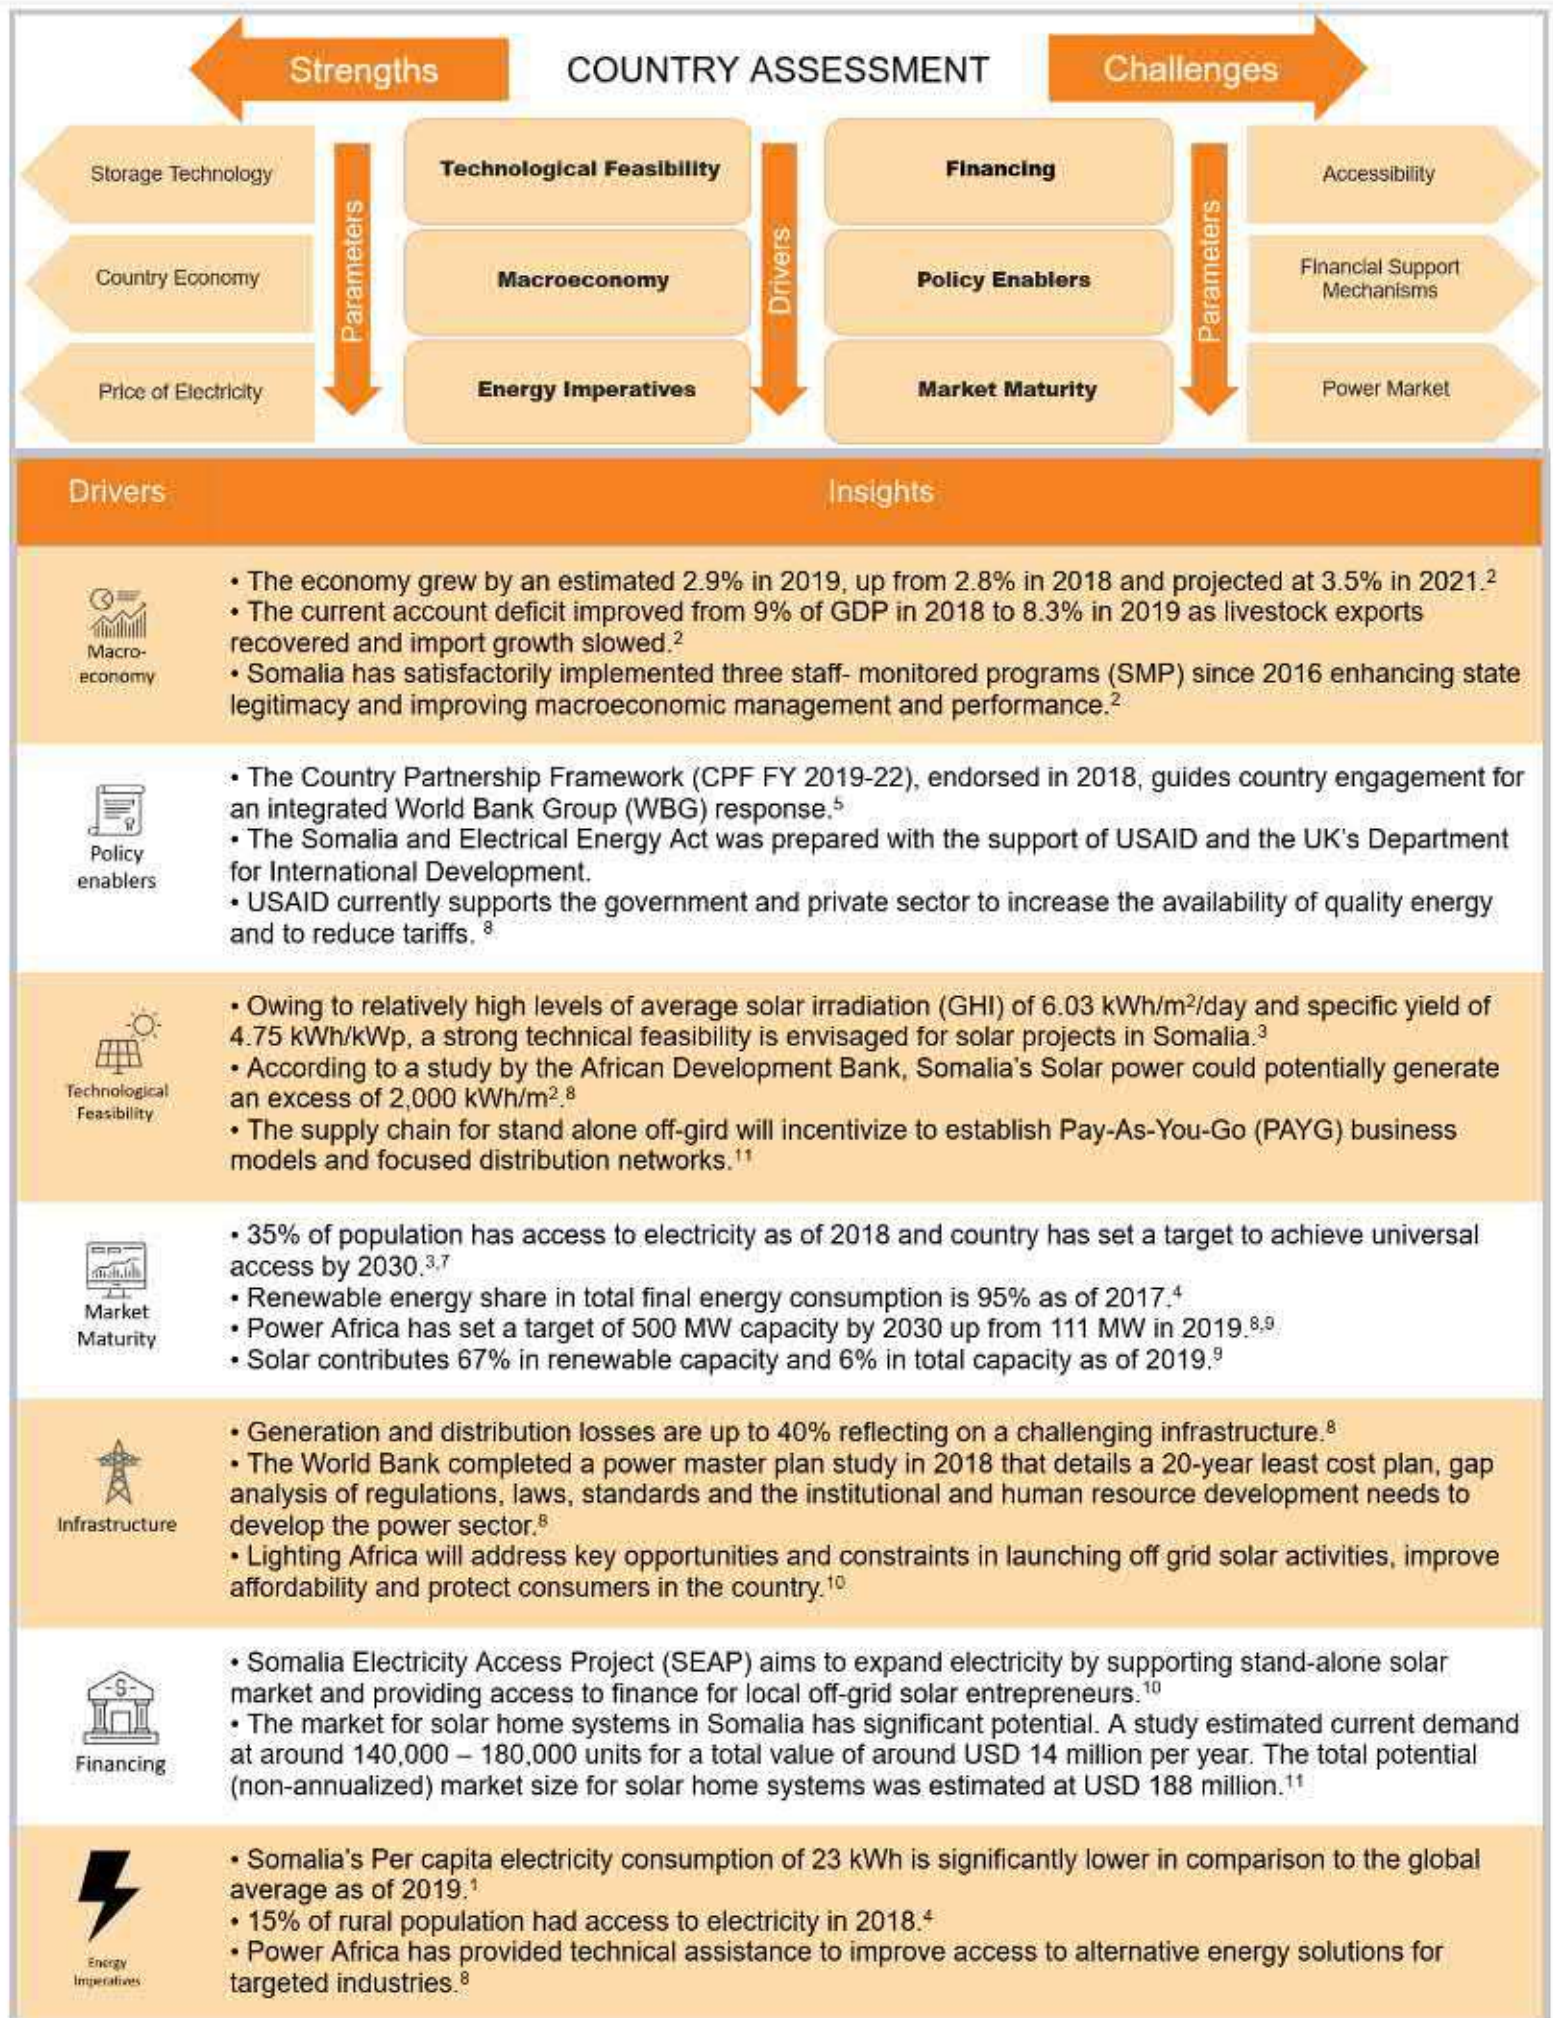 Strengths
COUNTRY ASSESSMENT
Challenges
Storage Technology
Technological Feasibility
Financing
Accessibility
Parameters
Drivers
Parameters
Country Economy
Macroeconomy
Policy Enablers
Financial Support
Mechanisms
Price of Electricity
Energy Imperatives
Market Maturity
Power Market
Drivers
Insights
Macro-
economy
• The economy grew by an estimated 2.9% in 2019, up from 2.8% in 2018 and projected at 3.5% in 2021.²
• The current account deficit improved from 9% of GDP in 2018 to 8.3% in 2019 as livestock exports
recovered and import growth slowed.²
• Somalia has satisfactorily implemented three staff- monitored programs (SMP) since 2016 enhancing state
legitimacy and improving macroeconomic management and performance.²
Policy
enablers
• The Country Partnership Framework (CPF FY 2019-22), endorsed in 2018, guides country engagement for
an integrated World Bank Group (WBG) response.⁵
• The Somalia and Electrical Energy Act was prepared with the support of USAID and the UK's Department
for International Development.
• USAID currently supports the government and private sector to increase the availability of quality energy
and to reduce tariffs. ⁸
Technological
Feasibility
• Owing to relatively high levels of average solar irradiation (GHI) of 6.03 kWh/m²/day and specific yield of
4.75 kWh/kWp, a strong technical feasibility is envisaged for solar projects in Somalia.³
• According to a study by the African Development Bank, Somalia's Solar power could potentially generate
an excess of 2,000 kWh/m².⁸
• The supply chain for stand alone off-gird will incentivize to establish Pay-As-You-Go (PAYG) business
models and focused distribution networks.¹¹
Market
Maturity
• 35% of population has access to electricity as of 2018 and country has set a target to achieve universal
access by 2030.³,⁷
• Renewable energy share in total final energy consumption is 95% as of 2017.⁴
• Power Africa has set a target of 500 MW capacity by 2030 up from 111 MW in 2019.⁸,⁹
• Solar contributes 67% in renewable capacity and 6% in total capacity as of 2019.⁹
Infrastructure
• Generation and distribution losses are up to 40% reflecting on a challenging infrastructure.⁸
• The World Bank completed a power master plan study in 2018 that details a 20-year least cost plan, gap
analysis of regulations, laws, standards and the institutional and human resource development needs to
develop the power sector.⁸
• Lighting Africa will address key opportunities and constraints in launching off grid solar activities, improve
affordability and protect consumers in the country.¹⁰
-$-
Financing
• Somalia Electricity Access Project (SEAP) aims to expand electricity by supporting stand-alone solar
market and providing access to finance for local off-grid solar entrepreneurs.¹⁰
• The market for solar home systems in Somalia has significant potential. A study estimated current demand
at around 140,000 – 180,000 units for a total value of around USD 14 million per year. The total potential
(non-annualized) market size for solar home systems was estimated at USD 188 million.¹¹
Energy
Imperatives
• Somalia's Per capita electricity consumption of 23 kWh is significantly lower in comparison to the global
average as of 2019.¹
• 15% of rural population had access to electricity in 2018.⁴
• Power Africa has provided technical assistance to improve access to alternative energy solutions for
targeted industries.⁸